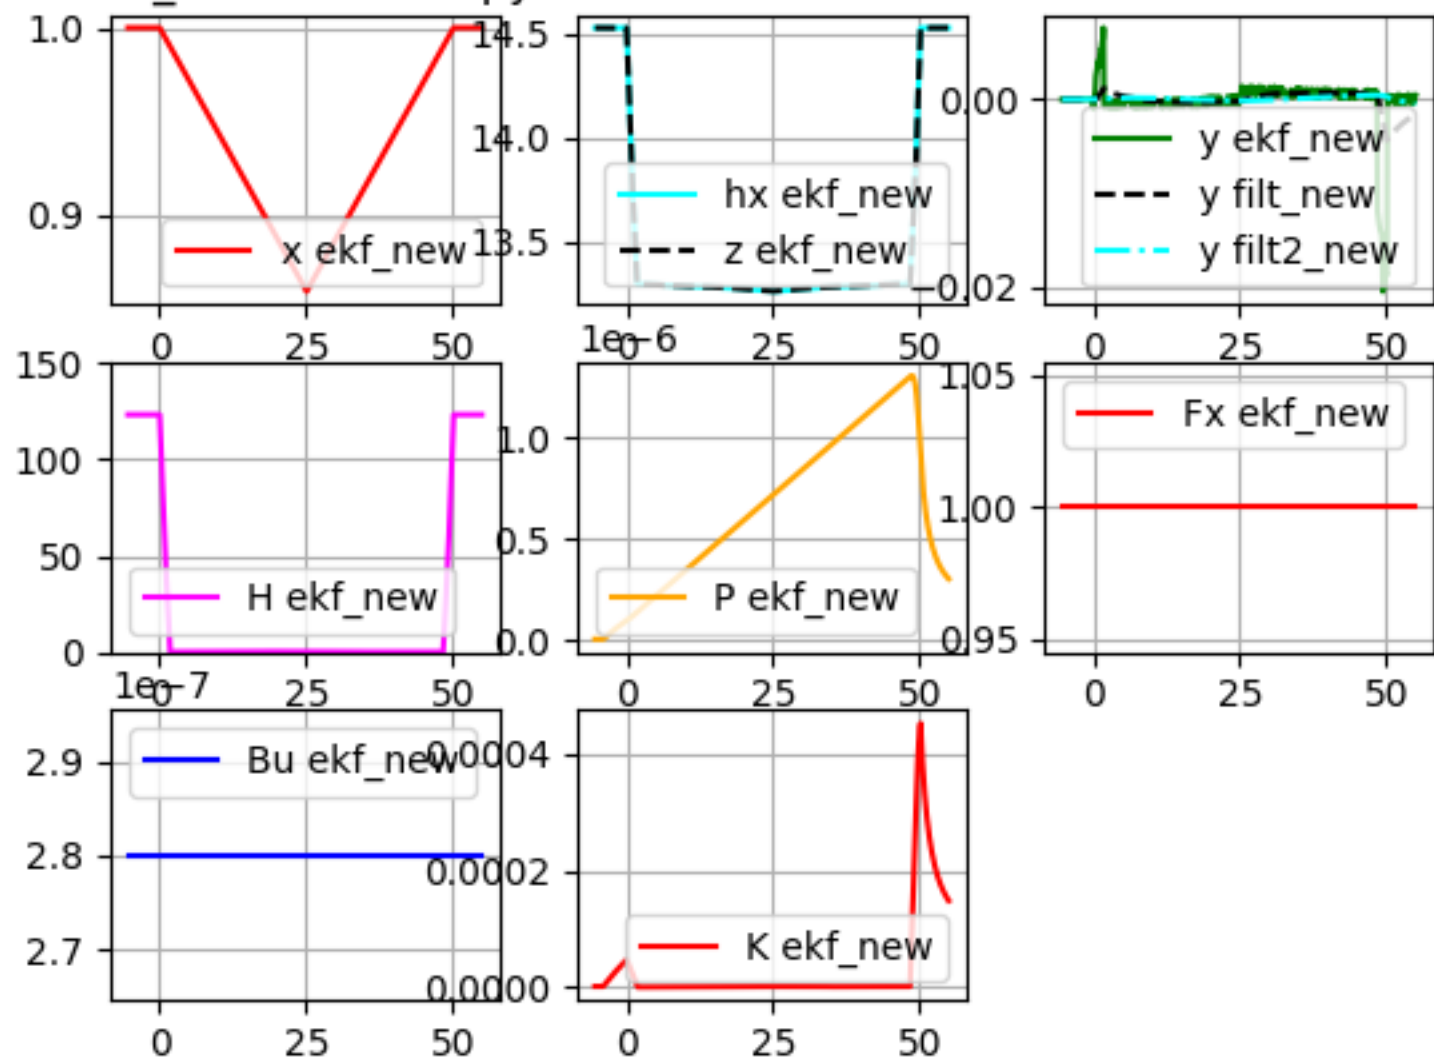 1.0
0.9
x ekf_new
0 25 50
14.5
14.0
13.5
hx ekf_new
z ekf_new
0 25 50
0.00
−0.02
y ekf_new
y filt_new
y filt2_new
0 25 50
150
100
50
0
H ekf_new
0 25 50
1e−6
1.0
0.5
0.0
P ekf_new
0 25 50
1.05
1.00
0.95
Fx ekf_new
0 25 50
1e−7
2.9
2.8
2.7
Bu ekf_new
0 25 50
0.0004
0.0002
0.0000
K ekf_new
0 25 50